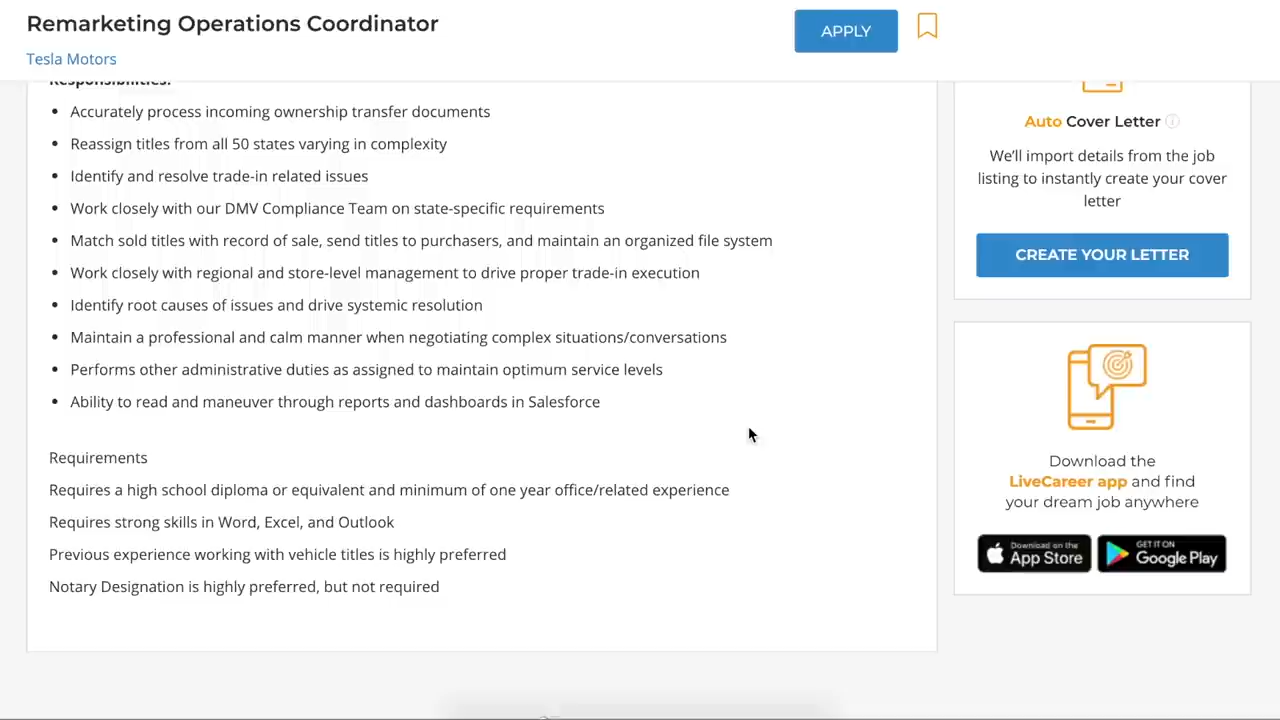 Remarketing Operations Coordinator
APPLY
Tesla Motors
Responsibilities:
Accurately process incoming ownership transfer documents
Reassign titles from all 50 states varying in complexity
Identify and resolve trade-in related issues
Work closely with our DMV Compliance Team on state-specific requirements
Match sold titles with record of sale, send titles to purchasers, and maintain an organized file system
Work closely with regional and store-level management to drive proper trade-in execution
Identify root causes of issues and drive systemic resolution
Maintain a professional and calm manner when negotiating complex situations/conversations
Performs other administrative duties as assigned to maintain optimum service levels
Ability to read and maneuver through reports and dashboards in Salesforce
Requirements
Requires a high school diploma or equivalent and minimum of one year office/related experience
Requires strong skills in Word, Excel, and Outlook
Previous experience working with vehicle titles is highly preferred
Notary Designation is highly preferred, but not required
Auto Cover Letter
We'll import details from the job
listing to instantly create your cover
letter
CREATE YOUR LETTER
Download the
LiveCareer app and find
your dream job anywhere
Download on the
App Store
GET IT ON
Google Play